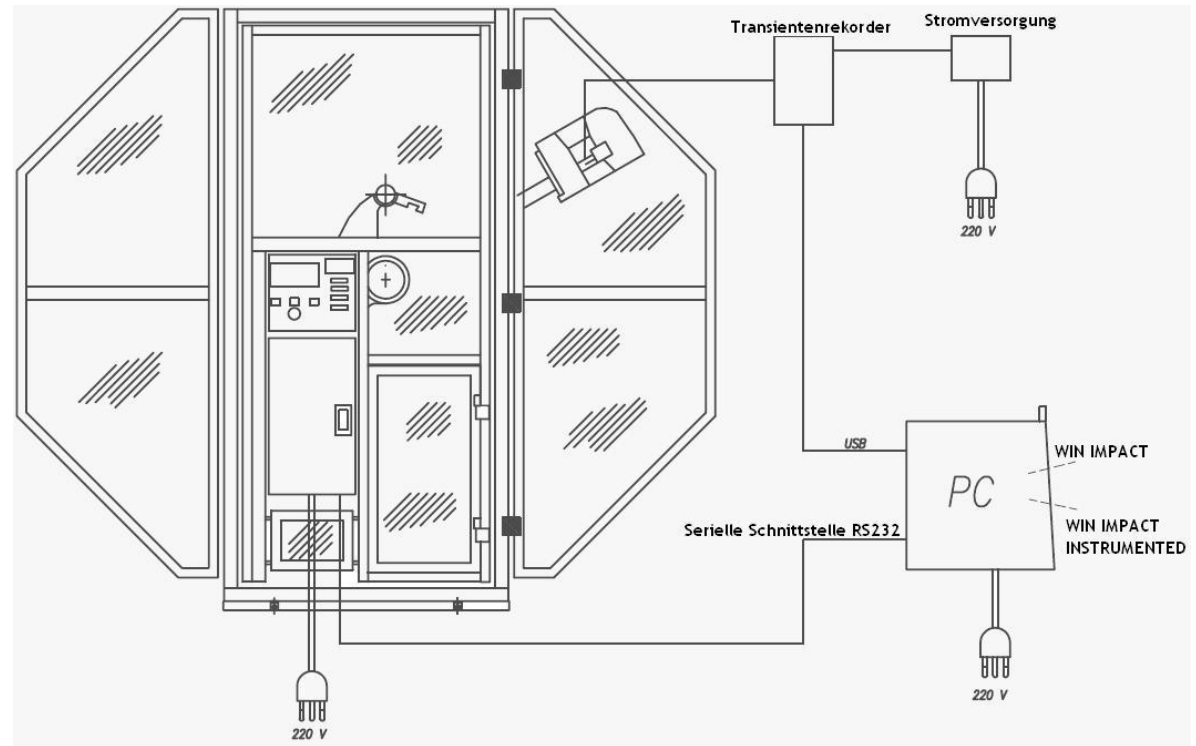 Transientenrekorder
Stromversorgung
220 V
USB
PC
WIN IMPACT
WIN IMPACT
INSTRUMENTED
Serielle Schnittstelle RS232
220 V
220 V